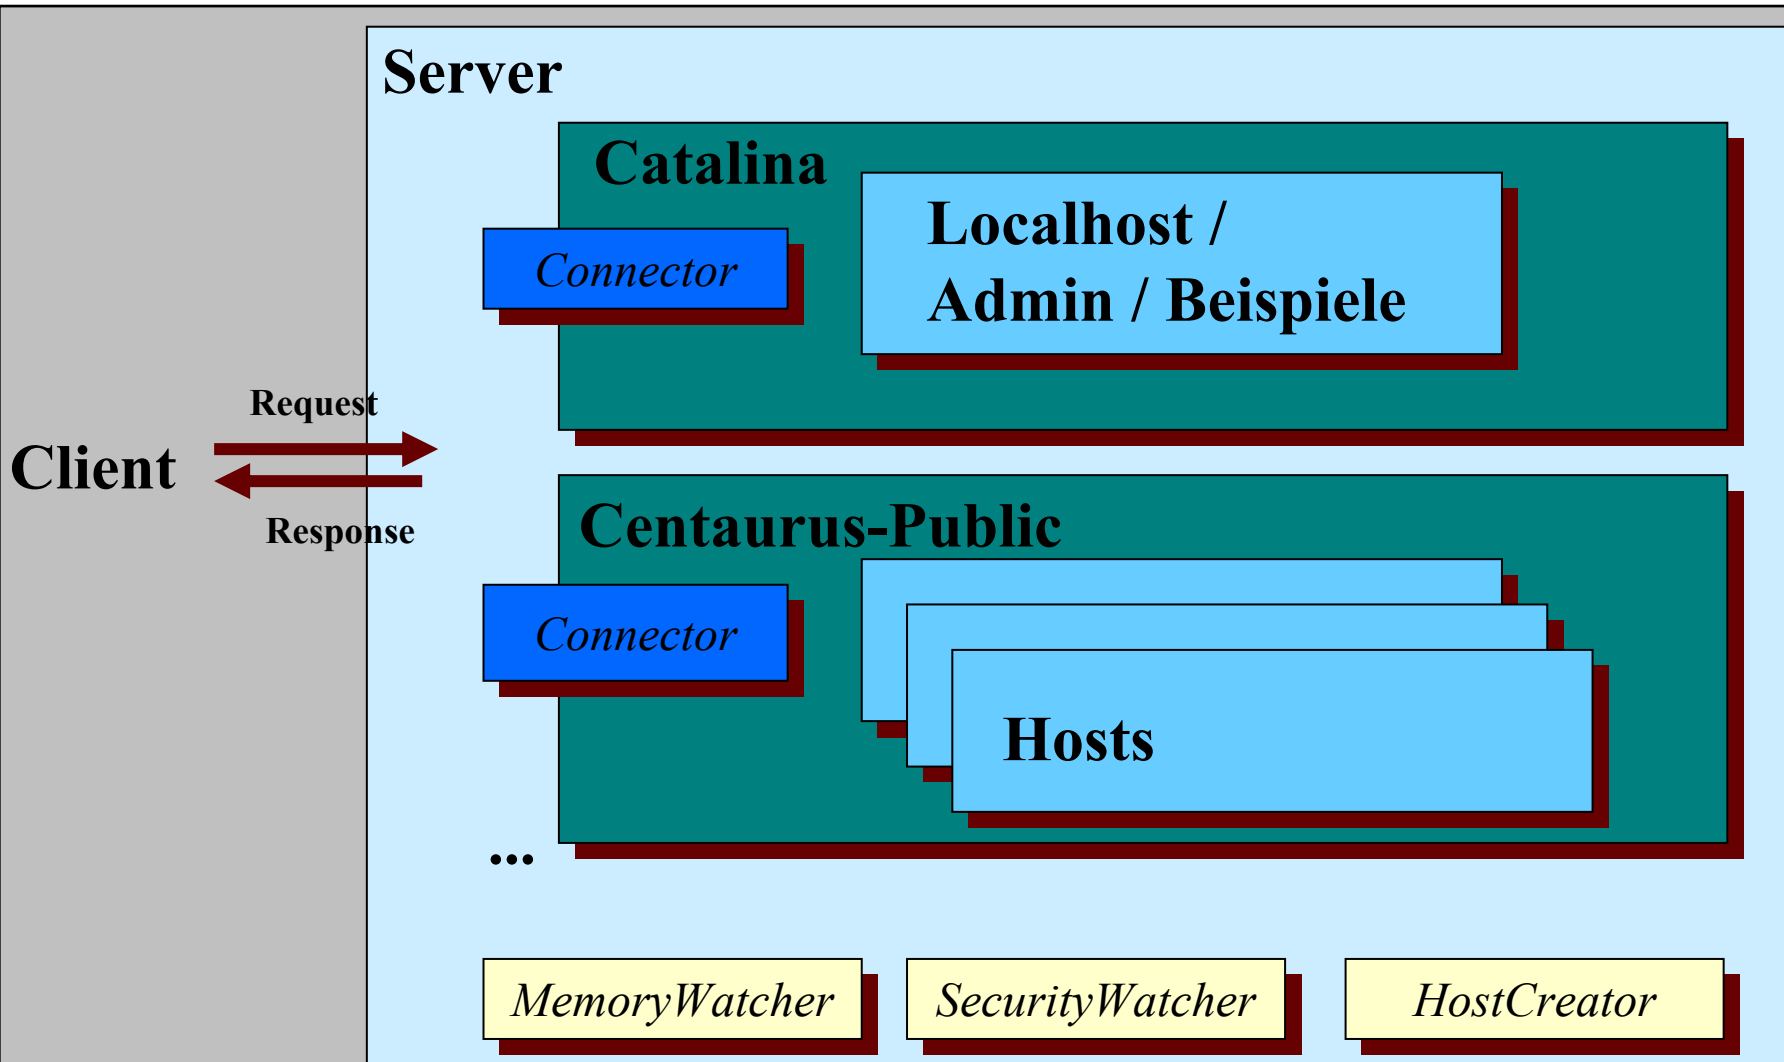 Server
Catalina
Localhost /
Admin / Beispiele
Connector
Request
Client
Response
Centaurus-Public
Connector
Hosts
...
MemoryWatcher
SecurityWatcher
HostCreator